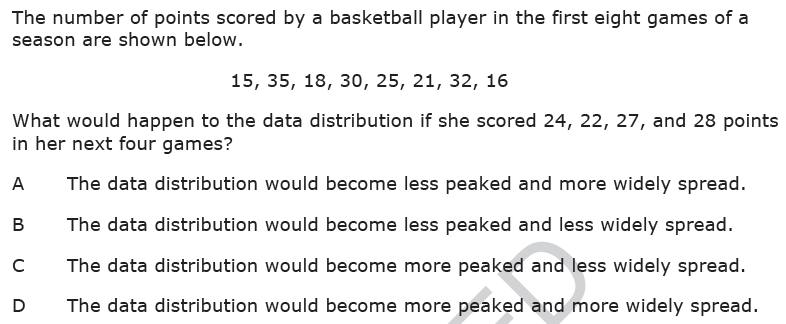 The number of points scored by a basketball player in the first eight games of a
season are shown below.
15, 35, 18, 30, 25, 21, 32, 16
What would happen to the data distribution if she scored 24, 22, 27, and 28 points
in her next four games?
A The data distribution would become less peaked and more widely spread.
B The data distribution would become less peaked and less widely spread.
C The data distribution would become more peaked and less widely spread.
D The data distribution would become more peaked and more widely spread.